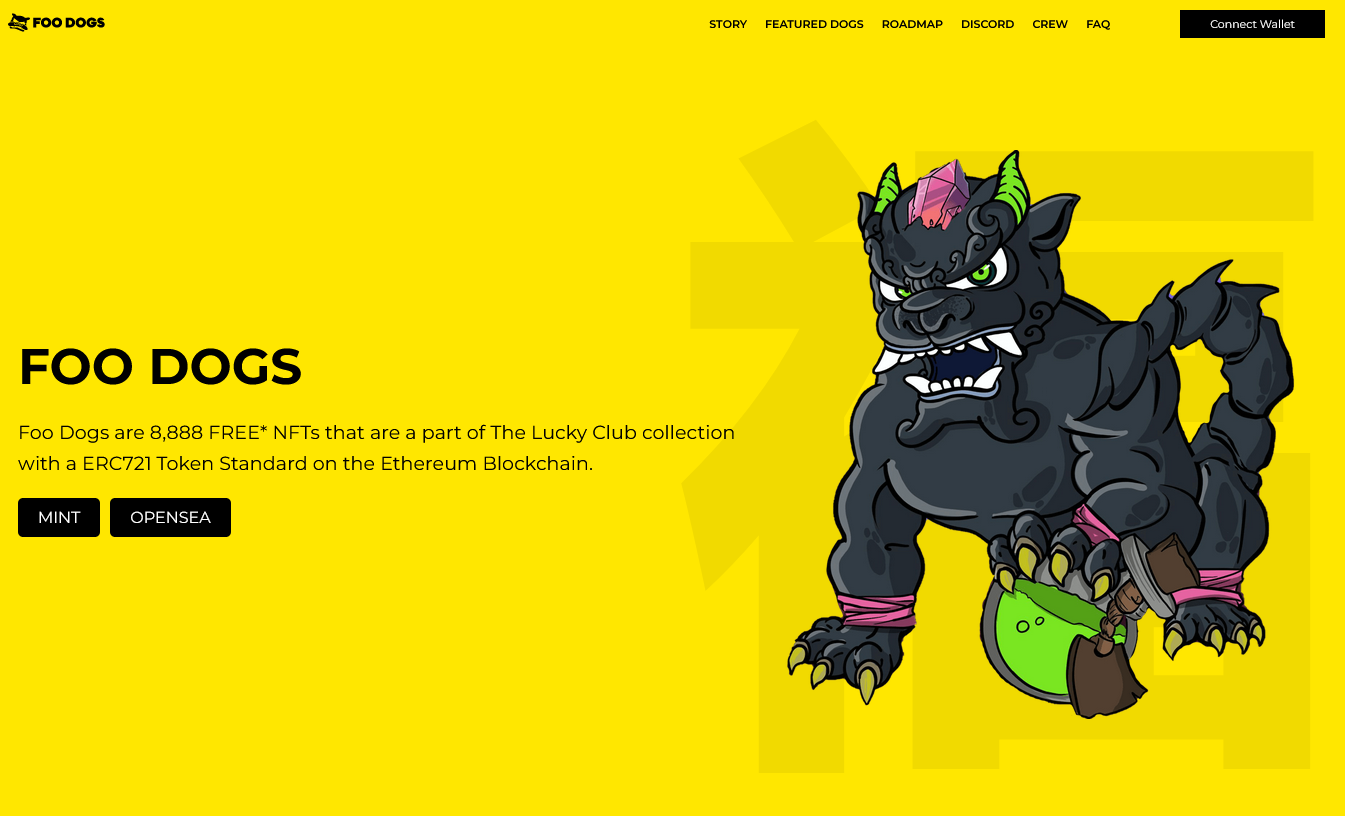 FOO DOGS
STORY FEATURED DOGS ROADMAP DISCORD CREW FAQ Connect Wallet
FOO DOGS
Foo Dogs are 8,888 FREE* NFTs that are a part of The Lucky Club collection
with a ERC721 Token Standard on the Ethereum Blockchain.
MINT OPENSEA
福